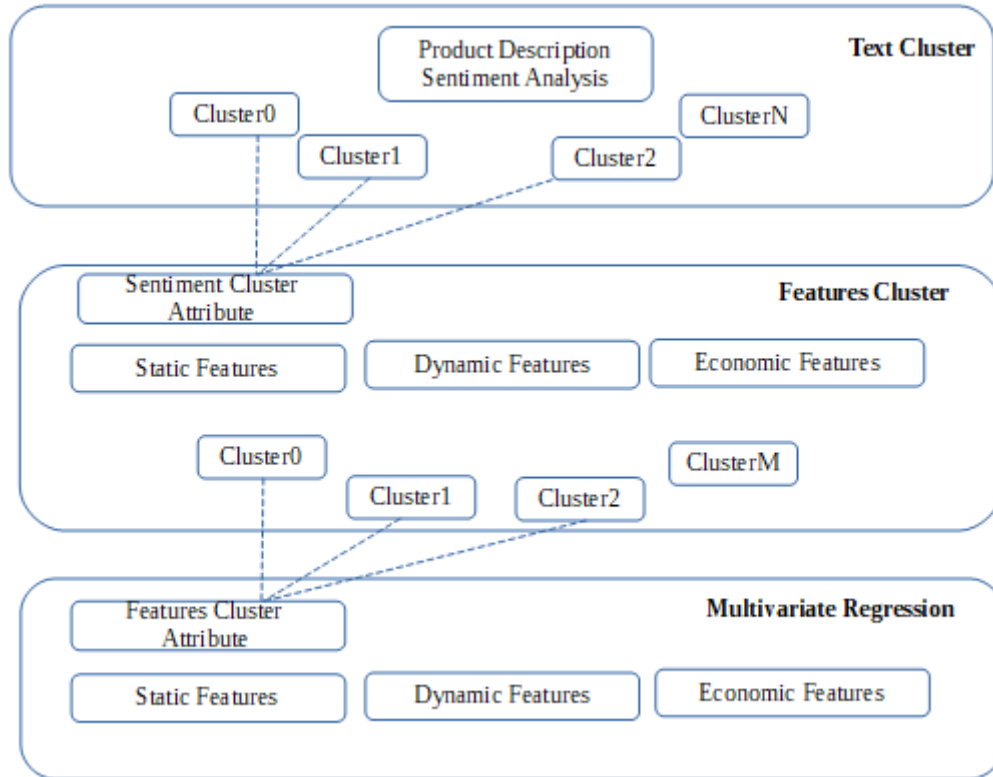 Product Description
Sentiment Analysis
Text Cluster
Cluster0
ClusterN
Cluster1
Cluster2
Sentiment Cluster
Attribute
Features Cluster
Static Features
Dynamic Features
Economic Features
Cluster0
ClusterM
Cluster1
Cluster2
Features Cluster
Attribute
Multivariate Regression
Static Features
Dynamic Features
Economic Features